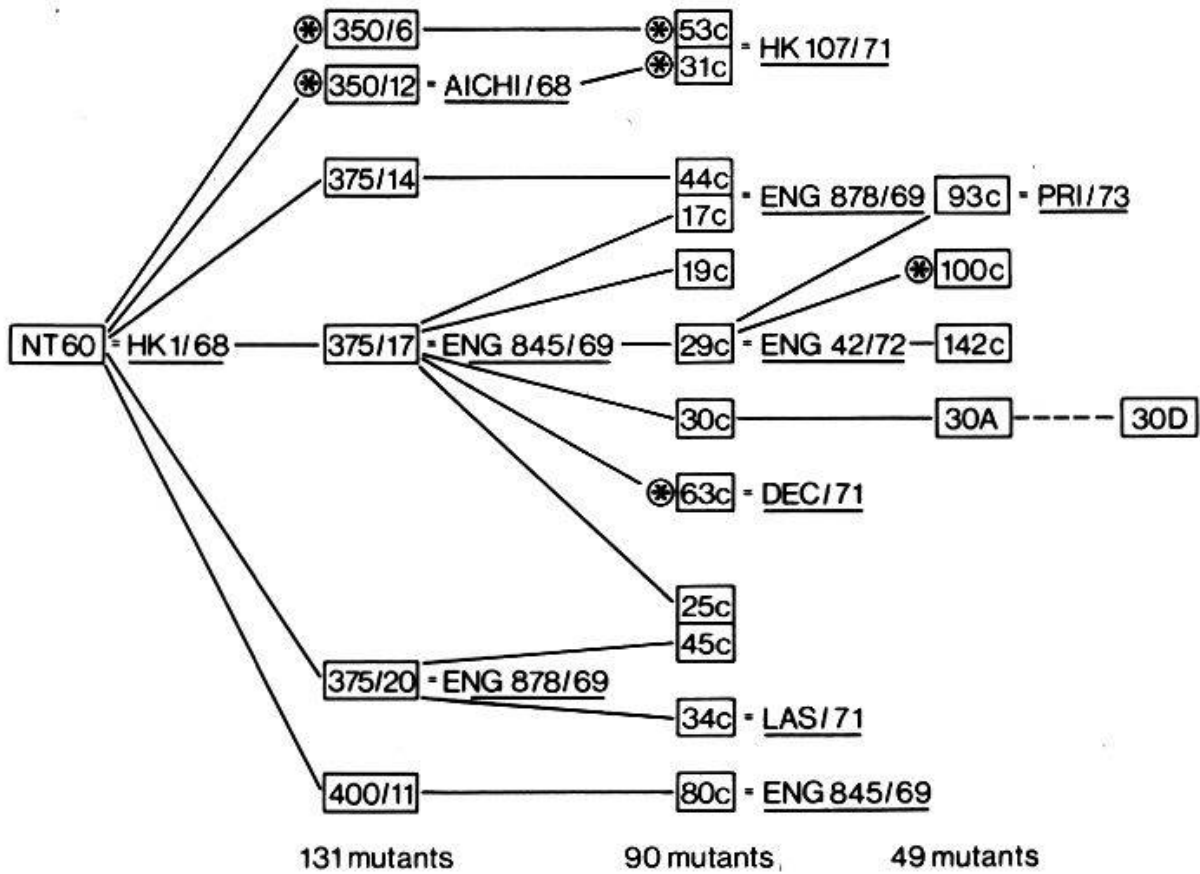 350/6 53c = HK 107/71
350/12 = AICHI/68 31c
375/14 44c = ENG 878/69 93c = PRI/73
17c
19c 100c
NT60 = HK1/68 375/17 = ENG 845/69 29c = ENG 42/72 142c
30c 30A 30D
63c = DEC/71
25c
45c
375/20 = ENG 878/69
34c = LAS/71
400/11 80c = ENG 845/69
131 mutants 90 mutants 49 mutants